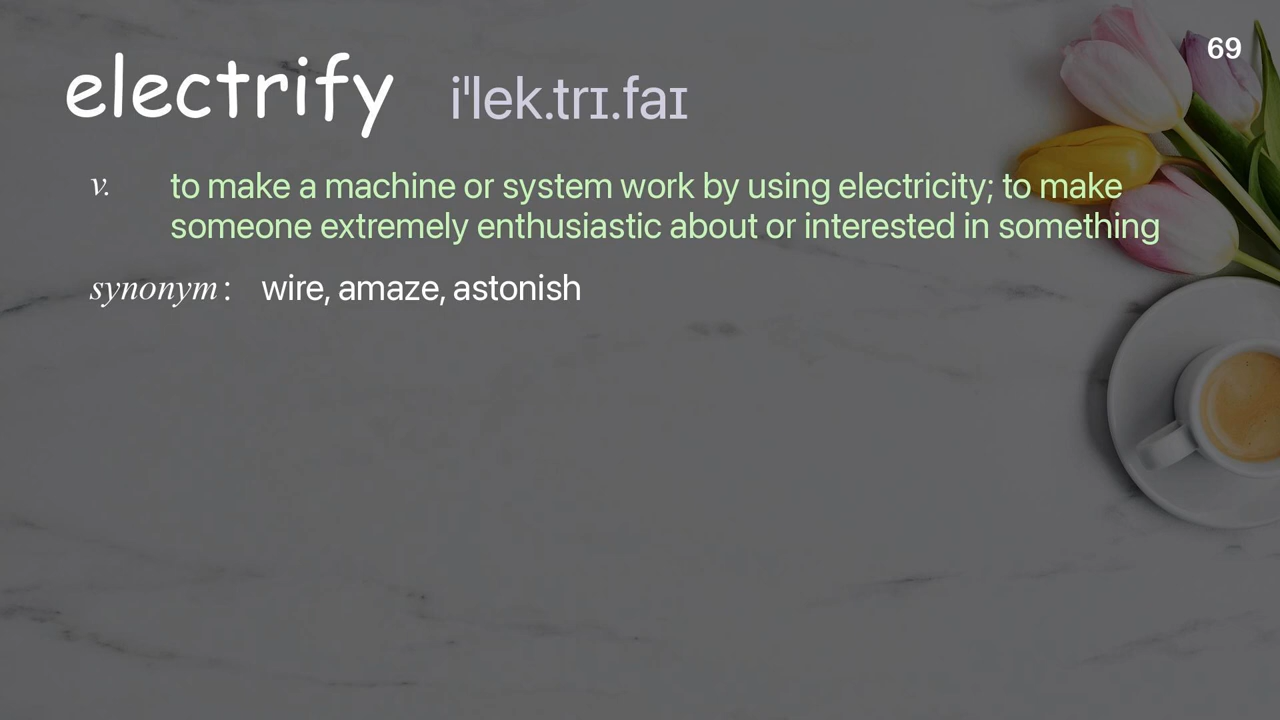 69
electrify iˈlek.trɪ.faɪ
v. to make a machine or system work by using electricity; to make
someone extremely enthusiastic about or interested in something
synonym : wire, amaze, astonish